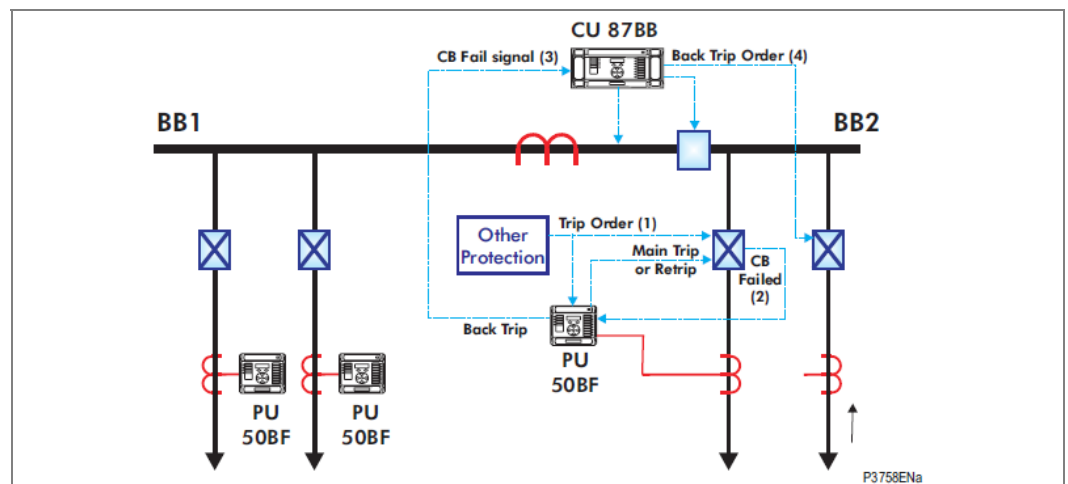 CU 87BB
CB Fail signal (3)
Back Trip Order (4)
BB1
BB2
Trip Order (1)
Other
Protection
Main Trip
or Retrip
CB
Failed
(2)
Back Trip
PU
50BF
PU
50BF
PU
50BF
P3758ENa